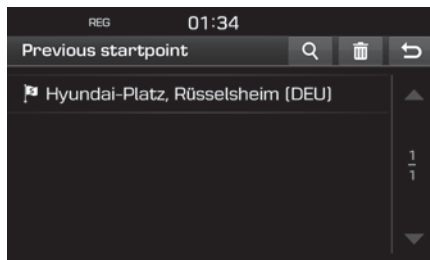 REG 01:34
Previous startpoint
Hyundai-Platz, Rüsselsheim (DEU)
1
1